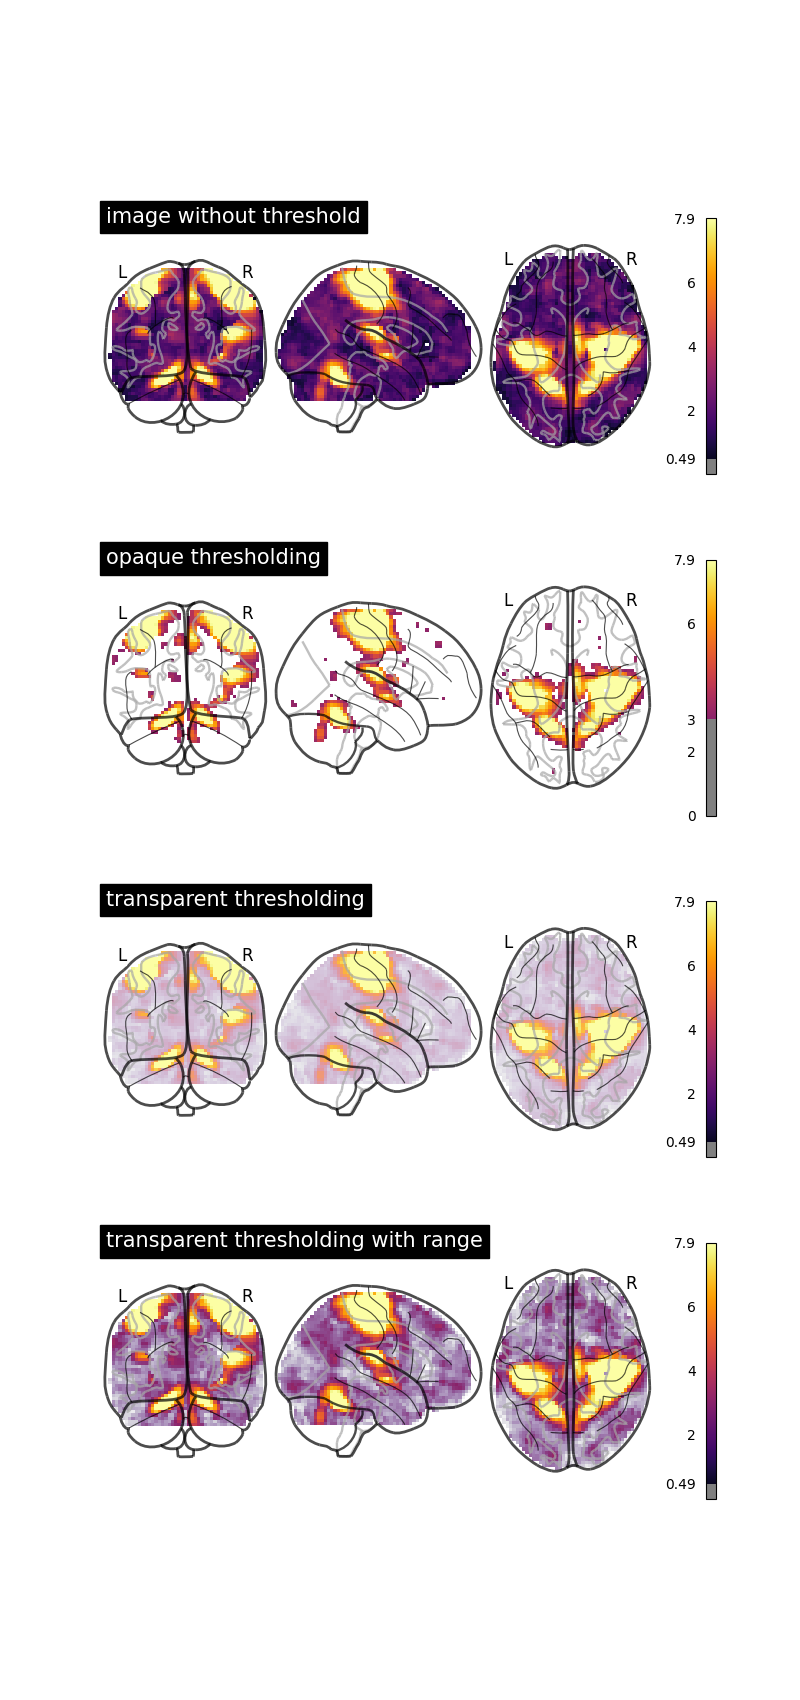 image without threshold
L R L R
7.9
6
4
2
0.49
opaque thresholding
L R L R
7.9
6
3
2
0
transparent thresholding
L R L R
7.9
6
4
2
0.49
transparent thresholding with range
L R L R
7.9
6
4
2
0.49